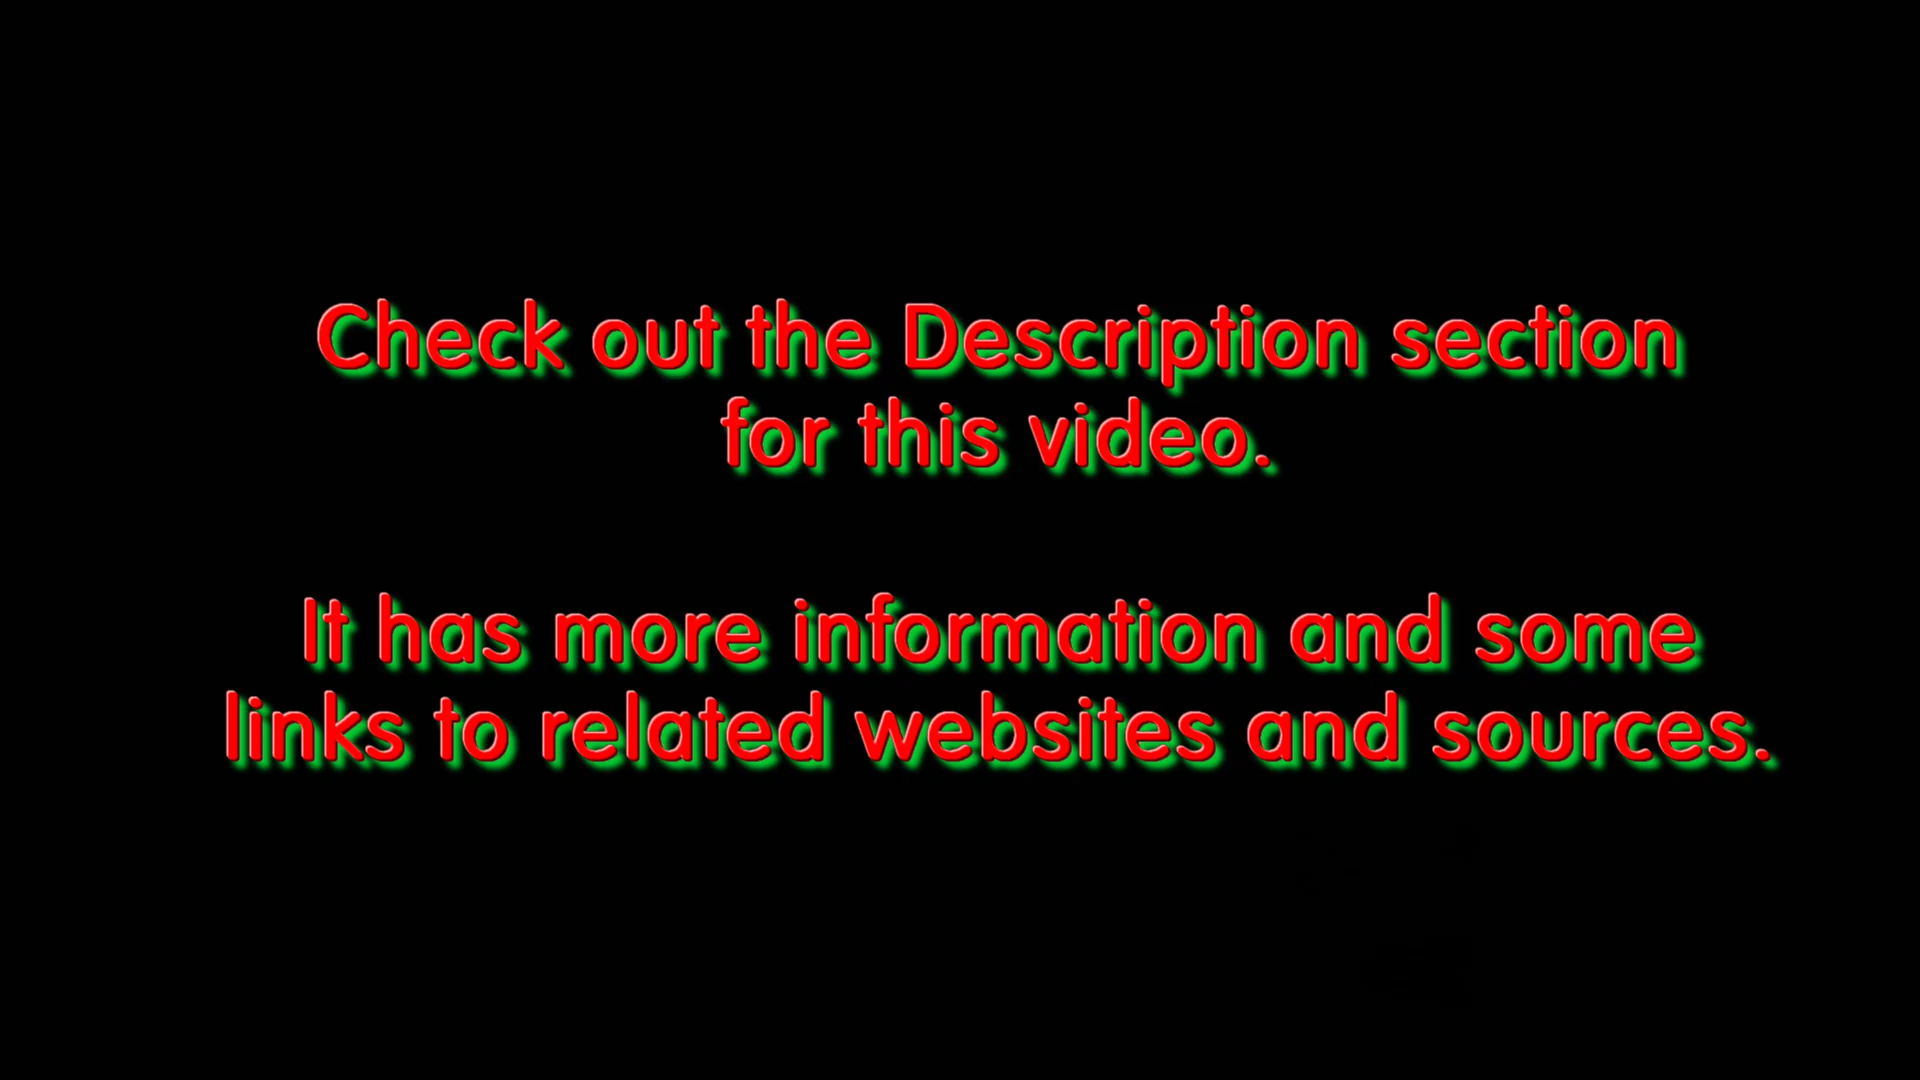 Check out the Description section
for this video.
It has more information and some
links to related websites and sources.